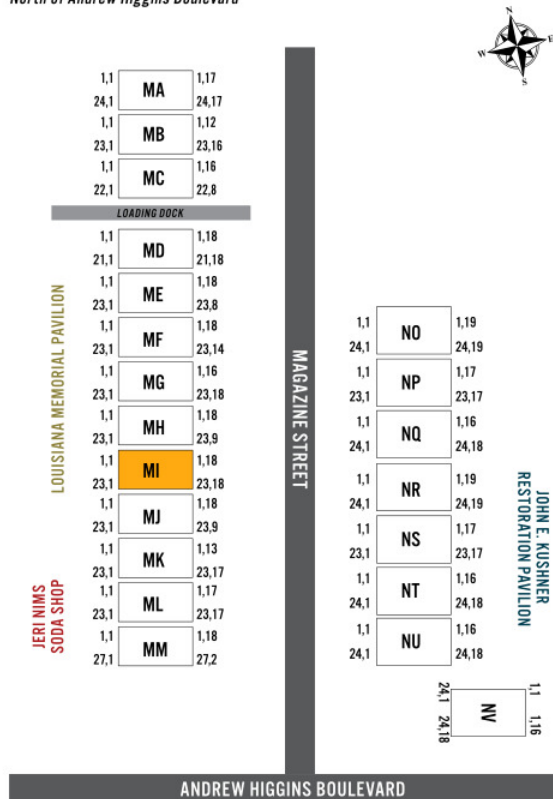 North of Andrew Higgins Boulevard
N
W E
S
1,1 MA 1,17
24,1 24,17
1,1 MB 1,12
23,1 23,16
1,1 MC 1,16
22,1 22,8
LOADING DOCK
1,1 MD 1,18
21,1 21,18
1,1 ME 1,18
23,1 23,8
1,1 MF 1,18
23,1 23,14
1,1 MG 1,16
23,1 23,18
1,1 MH 1,18
23,1 23,9
1,1 MI 1,18
23,1 23,18
1,1 MJ 1,18
23,1 23,9
1,1 MK 1,13
23,1 23,17
1,1 ML 1,17
23,1 23,17
1,1 MM 1,18
27,1 27,2
LOUISIANA MEMORIAL PAVILION
JERI NIMS
SODA SHOP
MAGAZINE STREET
1,1 NO 1,19
24,1 24,19
1,1 NP 1,17
23,1 23,17
1,1 NQ 1,16
24,1 24,18
1,1 NR 1,19
24,1 24,19
1,1 NS 1,17
23,1 23,17
1,1 NT 1,16
24,1 24,18
1,1 NU 1,16
24,1 24,18
JOHN E. KUSHNER
RESTORATION PAVILION
1,1 1,16
NV
24,1 24,18
ANDREW HIGGINS BOULEVARD